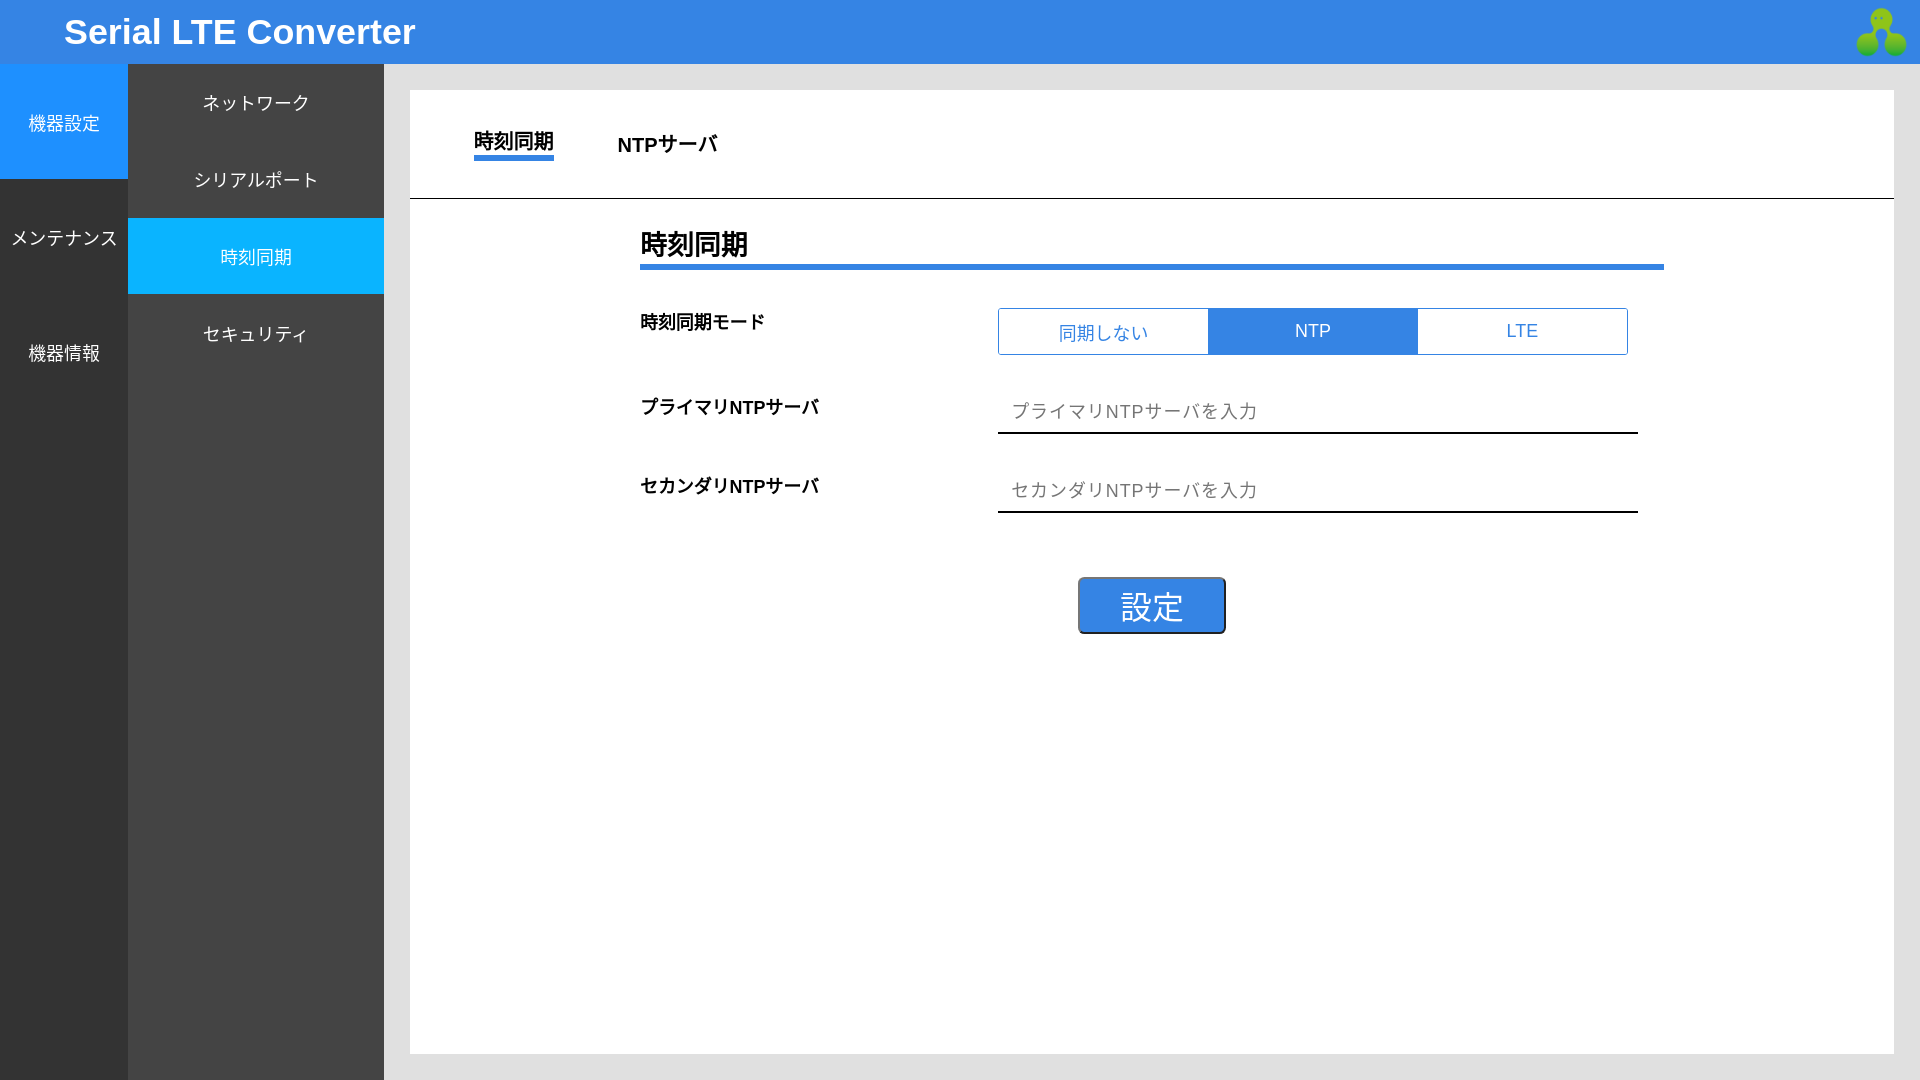 Serial LTE Converter
機器設定
メンテナンス
機器情報
ネットワーク
シリアルポート
時刻同期
セキュリティ
時刻同期 NTPサーバ
時刻同期
時刻同期モード 同期しない NTP LTE
プライマリNTPサーバ プライマリNTPサーバを入力
セカンダリNTPサーバ セカンダリNTPサーバを入力
設定